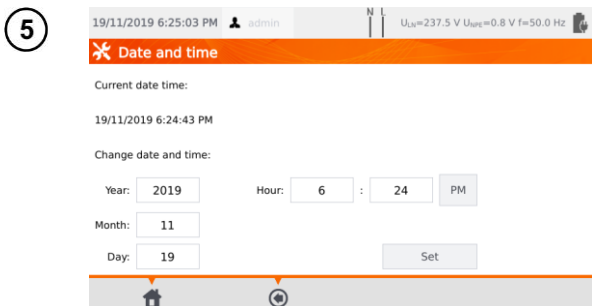 5
19/11/2019 6:25:03 PM admin N L U_LN=237.5 V U_NPE=0.8 V f=50.0 Hz
Date and time
Current date time:
19/11/2019 6:24:43 PM
Change date and time:
Year: 2019 Hour: 6 : 24 PM
Month: 11
Day: 19 Set